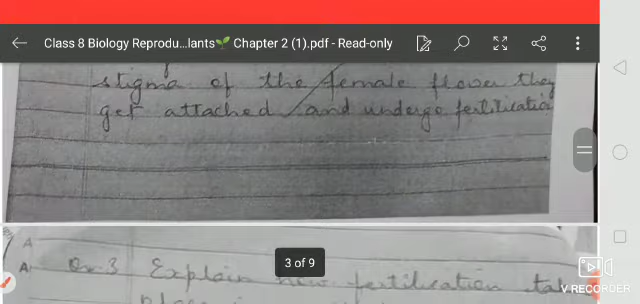 Class 8 Biology Reprodu...lants🌿 Chapter 2 (1).pdf - Read-only
stigma of the female flower they
get attached and undergo fertilization
A
A
3 of 9
Qn.3 Explain how fertilization tak
V RECORDER